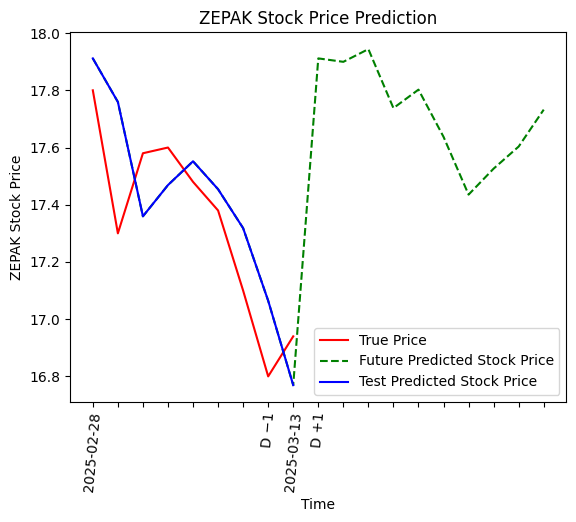 ZEPAK Stock Price Prediction
ZEPAK Stock Price
18.0
17.8
17.6
17.4
17.2
17.0
16.8
True Price
Future Predicted Stock Price
Test Predicted Stock Price
2025-02-28
D −1
2025-03-13
D +1
Time